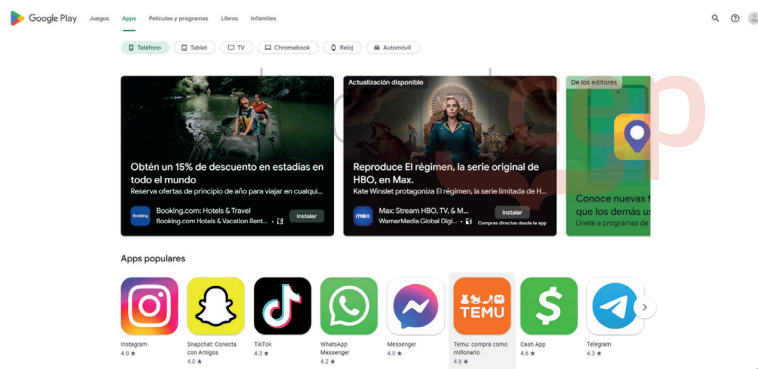 Google Play Juegos Apps Películas y programas Libros Infantiles
Teléfono Tablet TV Chromebook Reloj Automóvil
Obtén un 15% de descuento en estadías en
todo el mundo
Reserva ofertas de principio de año para viajar en cualqui...
Booking
Booking.com: Hotels & Travel
Booking.com Hotels & Vacation Rent...
Instalar
Actualización disponible
Reproduce El régimen, la serie original de
HBO, en Max.
Kate Winslet protagoniza El régimen, la serie limitada de H...
max
Max: Stream HBO, TV, & M...
WarnerMedia Global Digi...
Instalar
Compras directas desde la app
De los editores
Conoce nuevas f
que los demás us
Únete a programas de
cep
Apps populares
TEMU
Instagram
4.0 ★
Snapchat: Conecta
con Amigos
4.0 ★
TikTok
4.3 ★
WhatsApp
Messenger
4.2 ★
Messenger
4.0 ★
Temu: compra como
millonario
4.6 ★
Cash App
4.6 ★
Telegram
4.3 ★